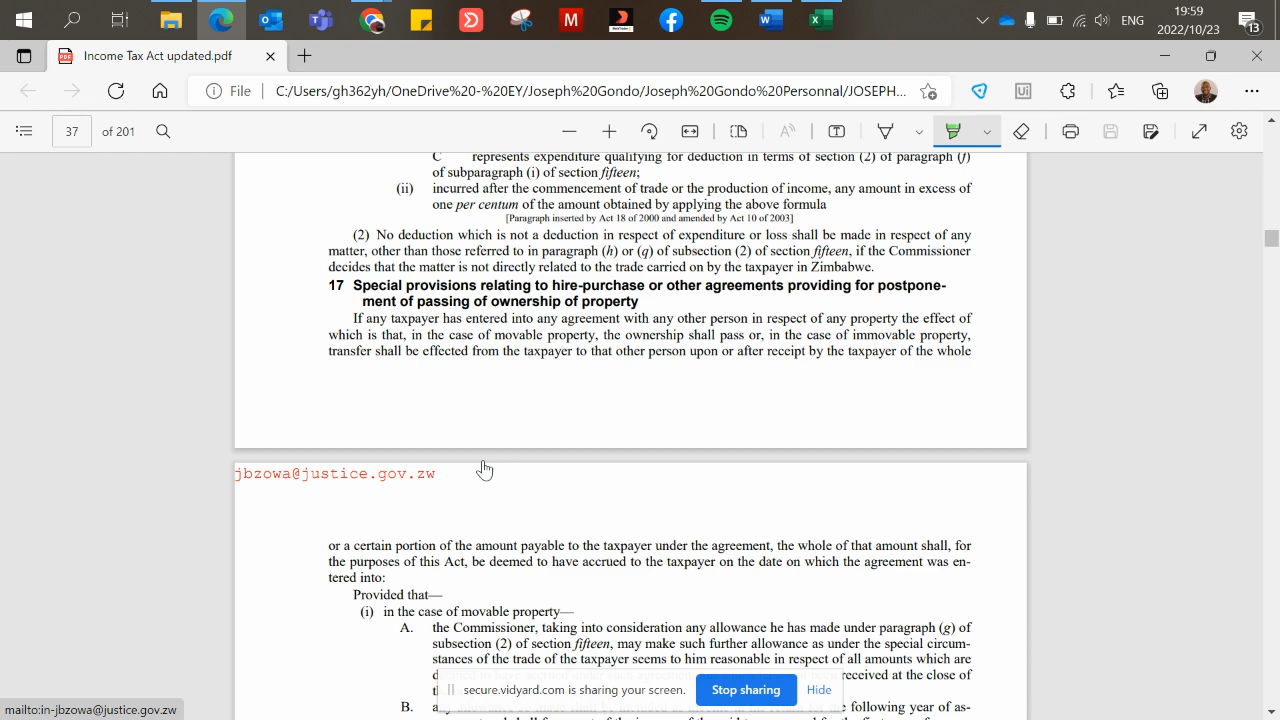 ENG
19:59
2022/10/23
13
Income Tax Act updated.pdf
File
C:/Users/gh362yh/OneDrive%20-%20EY/Joseph%20Gondo/Joseph%20Gondo%20Personnal/JOSEPH...
37 of 201
C represents expenditure qualifying for deduction in terms of section (2) of paragraph (f)
of subparagraph (i) of section fifteen;
(ii) incurred after the commencement of trade or the production of income, any amount in excess of
one per centum of the amount obtained by applying the above formula
[Paragraph inserted by Act 18 of 2000 and amended by Act 10 of 2003]
(2) No deduction which is not a deduction in respect of expenditure or loss shall be made in respect of any
matter, other than those referred to in paragraph (h) or (q) of subsection (2) of section fifteen, if the Commissioner
decides that the matter is not directly related to the trade carried on by the taxpayer in Zimbabwe.
17 Special provisions relating to hire-purchase or other agreements providing for postpone-
ment of passing of ownership of property
If any taxpayer has entered into any agreement with any other person in respect of any property the effect of
which is that, in the case of movable property, the ownership shall pass or, in the case of immovable property,
transfer shall be effected from the taxpayer to that other person upon or after receipt by the taxpayer of the whole
jbzowa@justice.gov.zw
or a certain portion of the amount payable to the taxpayer under the agreement, the whole of that amount shall, for
the purposes of this Act, be deemed to have accrued to the taxpayer on the date on which the agreement was en-
tered into:
Provided that—
(i) in the case of movable property—
A. the Commissioner, taking into consideration any allowance he has made under paragraph (g) of
subsection (2) of section fifteen, may make such further allowance as under the special circum-
stances of the trade of the taxpayer seems to him reasonable in respect of all amounts which are
received at the close of
B. following year of as-
secure.vidyard.com is sharing your screen.
Stop sharing
Hide
mailto:in-jbzowa@justice.gov.zw